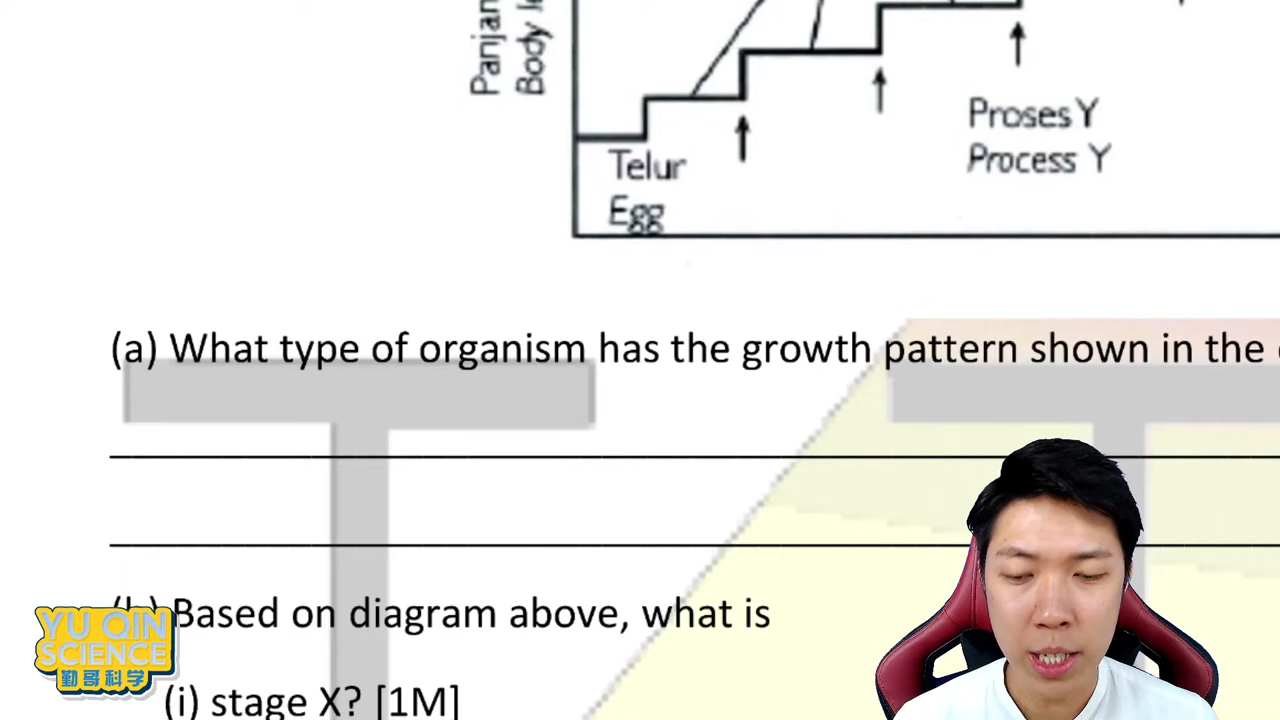 Panjan
Body le
Telur
Egg
Proses Y
Process Y
(a) What type of organism has the growth pattern shown in the
(b) Based on diagram above, what is
(i) stage X? [1M]
YU QIN
SCIENCE
勤哥科学